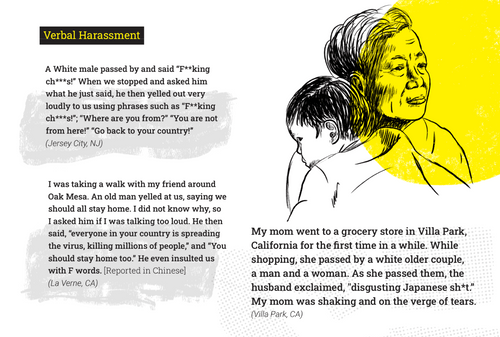 Verbal Harassment
A White male passed by and said “F**king
ch***s!” When we stopped and asked him
what he just said, he then yelled out very
loudly to us using phrases such as “F**king
ch***s!”; “Where are you from?” “You are not
from here!” “Go back to your country!”
(Jersey City, NJ)
I was taking a walk with my friend around
Oak Mesa. An old man yelled at us, saying we
should all stay home. I did not know why, so
I asked him if I was talking too loud. He then
said, “everyone in your country is spreading
the virus, killing millions of people,” and “You
should stay home too.” He even insulted us
with F words. [Reported in Chinese]
(La Verne, CA)
My mom went to a grocery store in Villa Park,
California for the first time in a while. While
shopping, she passed by a white older couple,
a man and a woman. As she passed them, the
husband exclaimed, "disgusting Japanese sh*t.”
My mom was shaking and on the verge of tears.
(Villa Park, CA)